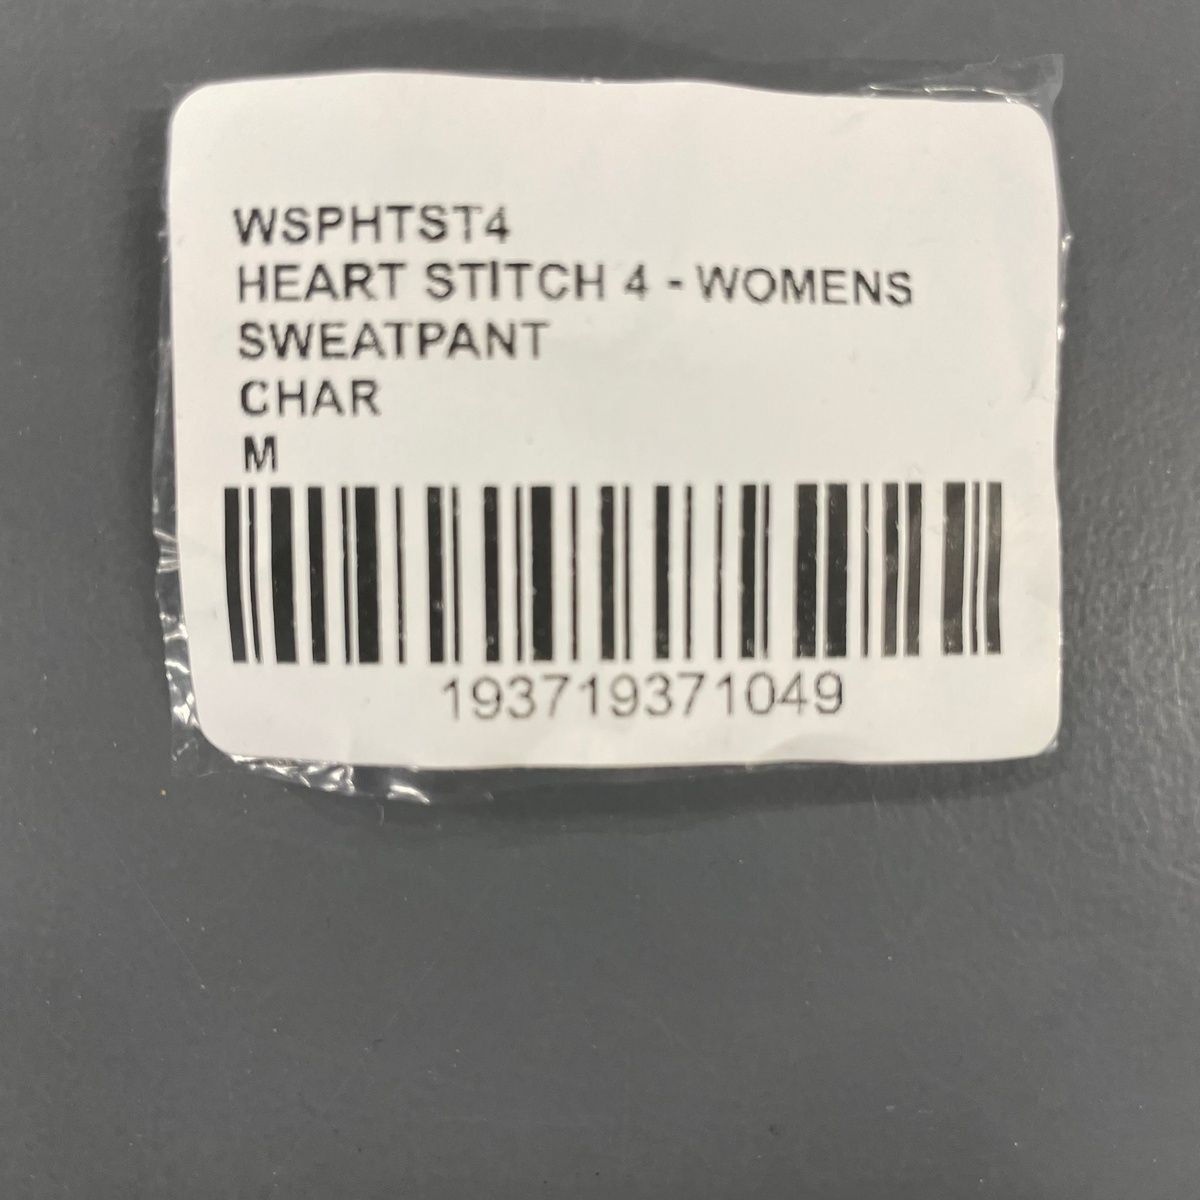 WSPHTST4
HEART STITCH 4 - WOMENS
SWEATPANT
CHAR
M
193719371049